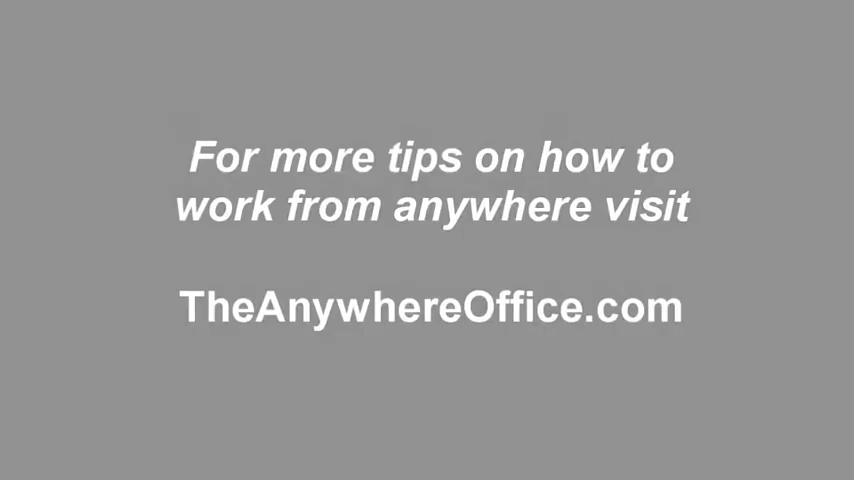 For more tips on how to
work from anywhere visit
TheAnywhereOffice.com